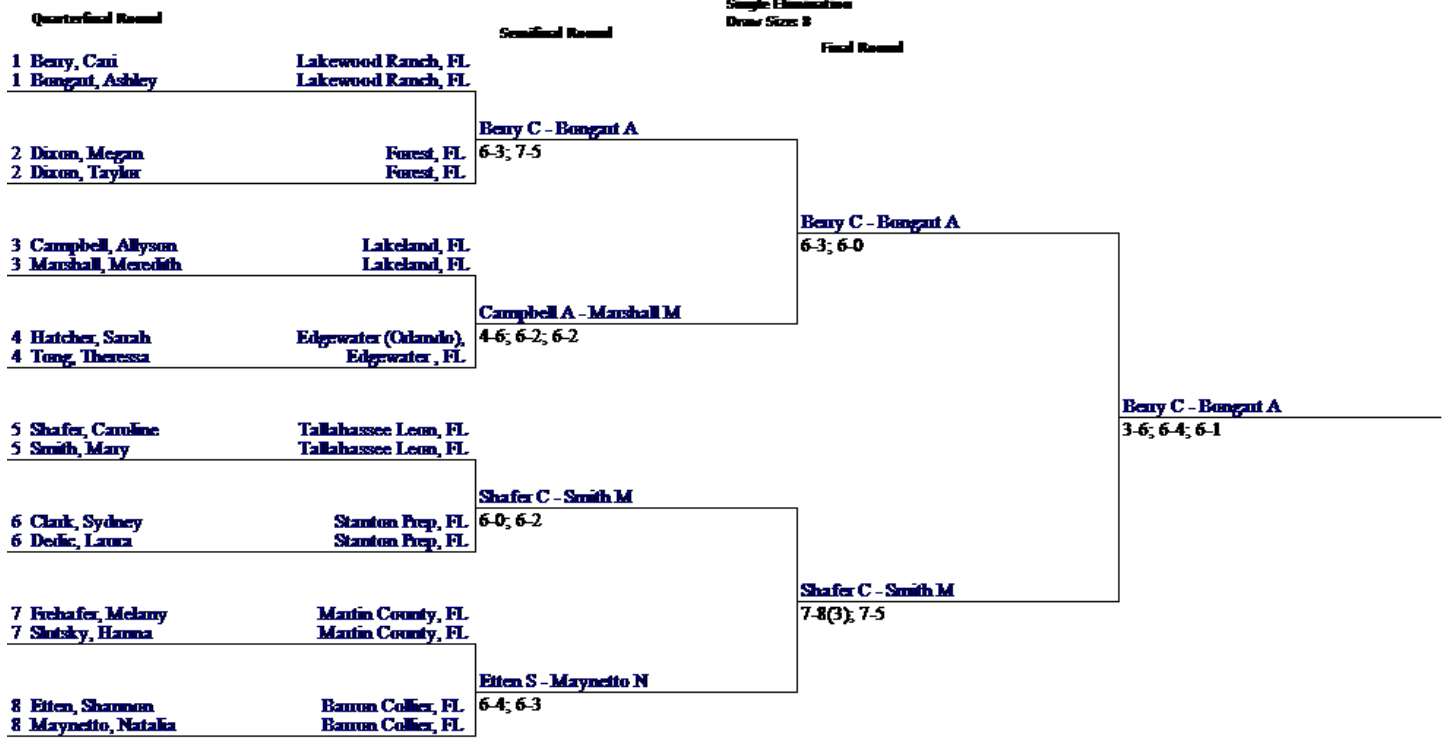 Single Elimination
Draw Size: 8
Quarterfinal Round
Semifinal Round
Final Round
1 Berry, Cari Lakewood Ranch, FL
1 Bongart, Ashley Lakewood Ranch, FL
Berry C - Bongart A
6-3; 7-5
2 Dixon, Megan Forest, FL
2 Dixon, Taylor Forest, FL
Berry C - Bongart A
6-3; 6-0
3 Campbell, Allyson Lakeland, FL
3 Marshall, Meredith Lakeland, FL
Campbell A - Marshall M
4-6; 6-2; 6-2
4 Hatcher, Sarah Edgewater (Orlando),
4 Tong, Theressa Edgewater , FL
Berry C - Bongart A
3-6; 6-4; 6-1
5 Shafer, Caroline Tallahassee Leon, FL
5 Smith, Mary Tallahassee Leon, FL
Shafer C - Smith M
6-0; 6-2
6 Clark, Sydney Stanton Prep, FL
6 Dedic, Laura Stanton Prep, FL
Shafer C - Smith M
7-8(3); 7-5
7 Frehafer, Melany Martin County, FL
7 Slutsky, Hanna Martin County, FL
Etten S - Maynetto N
6-4; 6-3
8 Etten, Shannon Barron Collier, FL
8 Maynetto, Natalia Barron Collier, FL